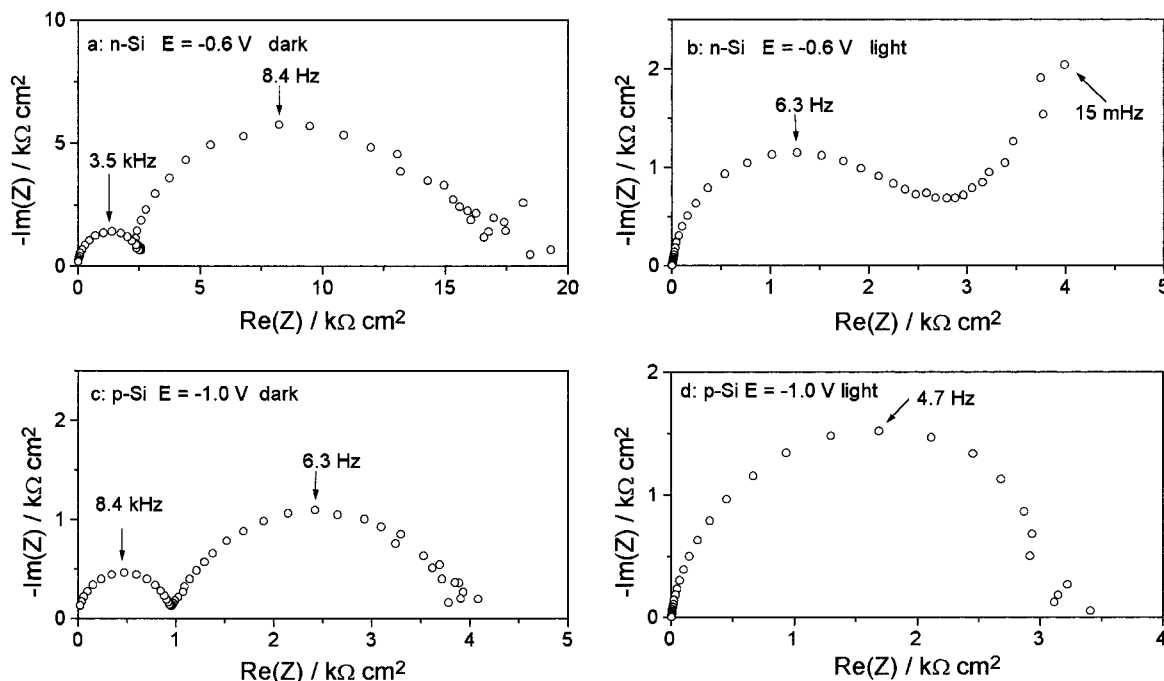 a: n-Si E = -0.6 V dark
8.4 Hz
3.5 kHz
-Im(Z) / kΩ cm²
10
5
0
0 5 10 15 20
Re(Z) / kΩ cm²
b: n-Si E = -0.6 V light
6.3 Hz
15 mHz
-Im(Z) / kΩ cm²
2
1
0
0 1 2 3 4 5
Re(Z) / kΩ cm²
c: p-Si E = -1.0 V dark
6.3 Hz
8.4 kHz
-Im(Z) / kΩ cm²
2
1
0
0 1 2 3 4 5
Re(Z) / kΩ cm²
d: p-Si E = -1.0 V light
4.7 Hz
-Im(Z) / kΩ cm²
2
1
0
0 1 2 3 4
Re(Z) / kΩ cm²